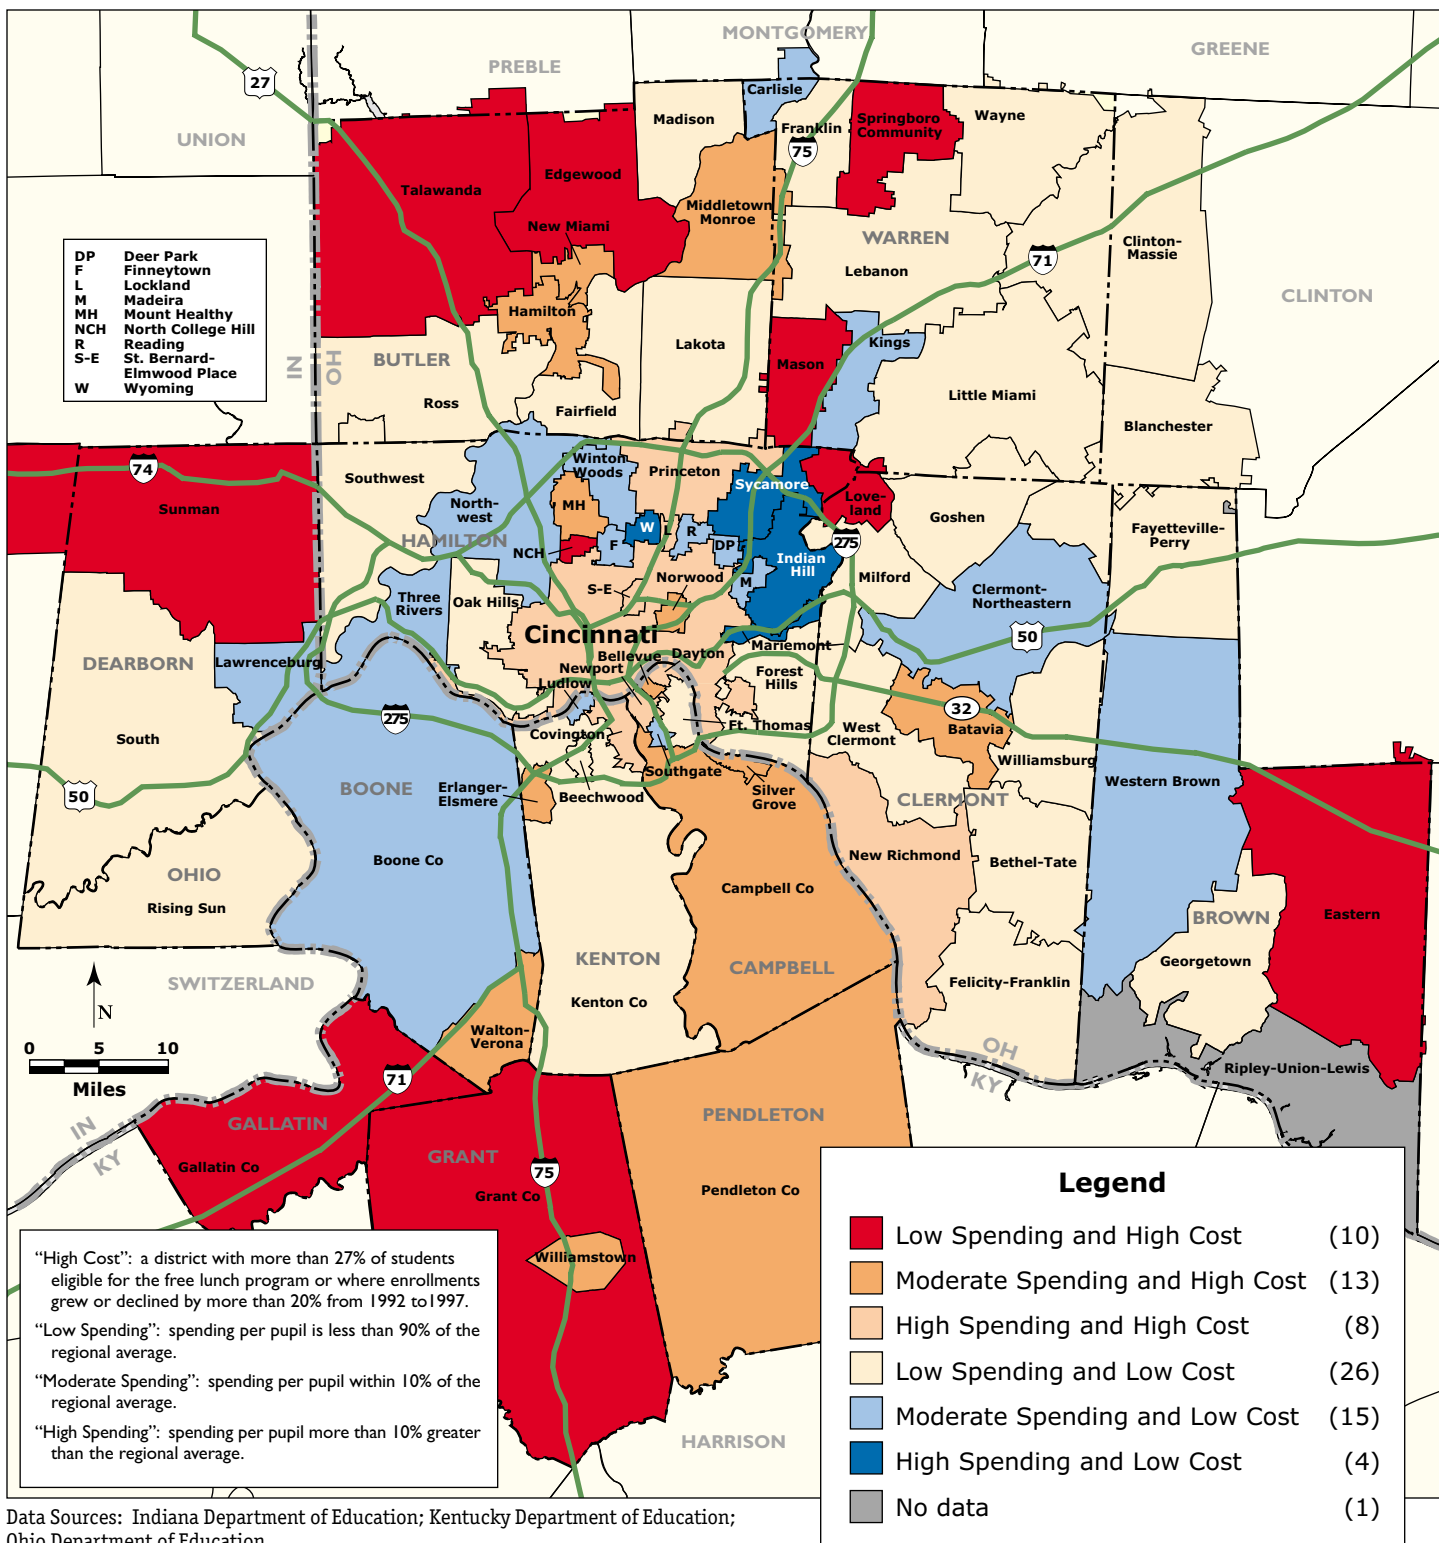 MONTGOMERY
GREENE
PREBLE
27
Carlisle
UNION
Madison
Franklin
Springboro
Community
Wayne
75
Talawanda
Edgewood
Middletown
Monroe
New Miami
WARREN
Clinton-
Massie
71
Lebanon
CLINTON
DP Deer Park
F Finneytown
L Lockland
M Madeira
MH Mount Healthy
NCH North College Hill
R Reading
S-E St. Bernard-
Elmwood Place
W Wyoming
Hamilton
IN
OH
BUTLER
Lakota
Kings
Mason
Ross
Fairfield
Little Miami
Blanchester
74
Southwest
Winton
Woods
Princeton
Sycamore
Sunman
North-
west
MH
Love-
land
Goshen
Fayetteville-
Perry
HAMILTON
W
L
R
NCH
F
DP
275
Indian
Hill
Milford
Three
Rivers
Oak Hills
S-E
Norwood
M
Clermont-
Northeastern
50
Cincinnati
DEARBORN
Lawrenceburg
Bellevue
Dayton
Mariemont
Newport
Ludlow
Forest
Hills
275
South
Covington
Ft. Thomas
West
Clermont
32
Batavia
Williamsburg
50
BOONE
Erlanger-
Elsmere
Beechwood
Southgate
Silver
Grove
CLERMONT
Western Brown
Boone Co
New Richmond
Bethel-Tate
OHIO
Rising Sun
Campbell Co
BROWN
Eastern
KENTON
CAMPBELL
Georgetown
SWITZERLAND
Kenton Co
Felicity-Franklin
N
Walton-
Verona
0 5 10
Miles
OH
KY
Ripley-Union-Lewis
71
IN
KY
GALLATIN
PENDLETON
Gallatin Co
GRANT
75
Grant Co
Pendleton Co
Williamstown
HARRISON
“High Cost”: a district with more than 27% of students
eligible for the free lunch program or where enrollments
grew or declined by more than 20% from 1992 to1997.
“Low Spending”: spending per pupil is less than 90% of the
regional average.
“Moderate Spending”: spending per pupil within 10% of the
regional average.
“High Spending”: spending per pupil more than 10% greater
than the regional average.
Legend
Low Spending and High Cost (10)
Moderate Spending and High Cost (13)
High Spending and High Cost (8)
Low Spending and Low Cost (26)
Moderate Spending and Low Cost (15)
High Spending and Low Cost (4)
No data (1)
Data Sources: Indiana Department of Education; Kentucky Department of Education;
Ohio Department of Education